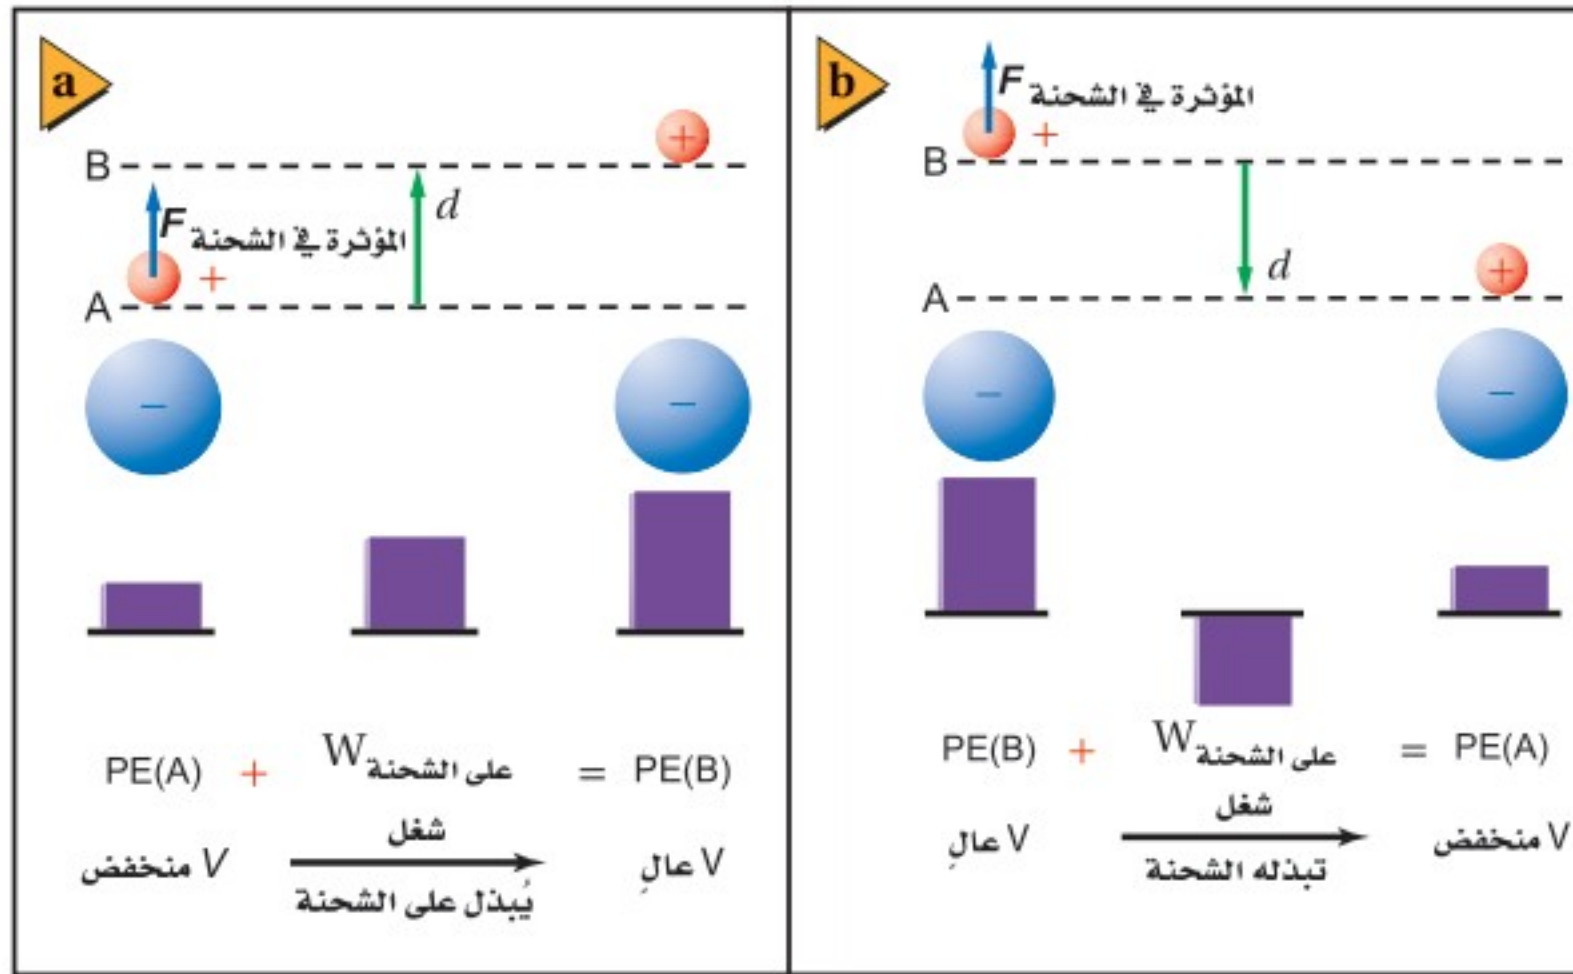 a
B
F المؤثرة في الشحنة
d
+
+
A
−
−
PE(A) + W على الشحنة = PE(B)
V منخفض
شغل
يُبذل على الشحنة
V عالٍ
b
F المؤثرة في الشحنة
+
B
d
+
A
−
−
PE(B) + W على الشحنة = PE(A)
V عالٍ
شغل
تبذله الشحنة
V منخفض